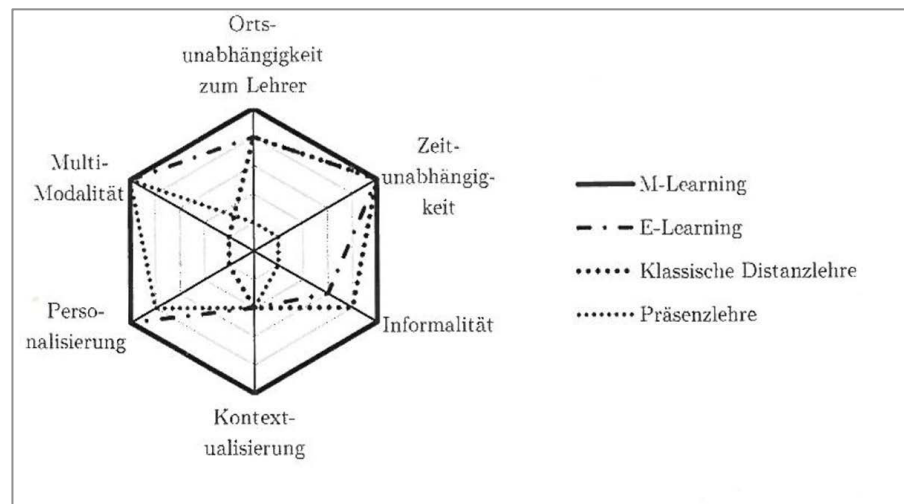 Orts-
unabhängigkeit
zum Lehrer
Zeit-
unabhängig-
keit
Multi-
Modalität
Perso-
nalisierung
Informalität
Kontext-
ualisierung
M-Learning
E-Learning
Klassische Distanzlehre
Präsenzlehre